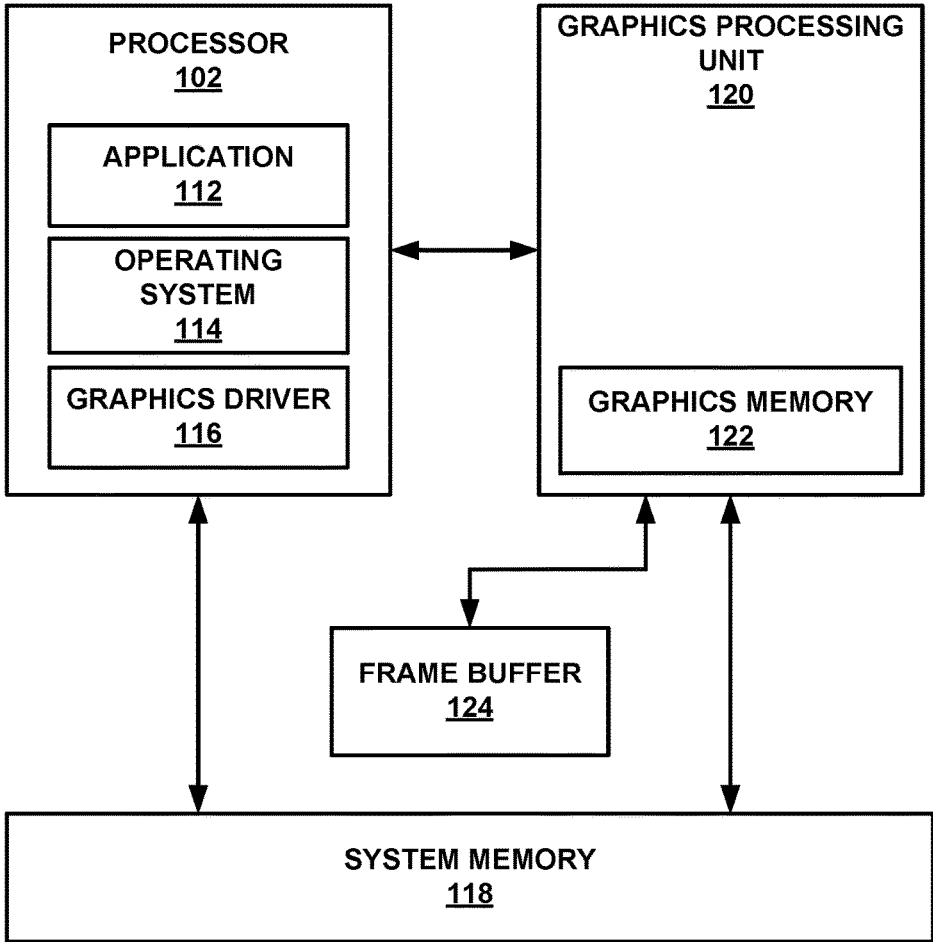 PROCESSOR
102
APPLICATION
112
OPERATING
SYSTEM
114
GRAPHICS DRIVER
116
GRAPHICS PROCESSING
UNIT
120
GRAPHICS MEMORY
122
FRAME BUFFER
124
SYSTEM MEMORY
118